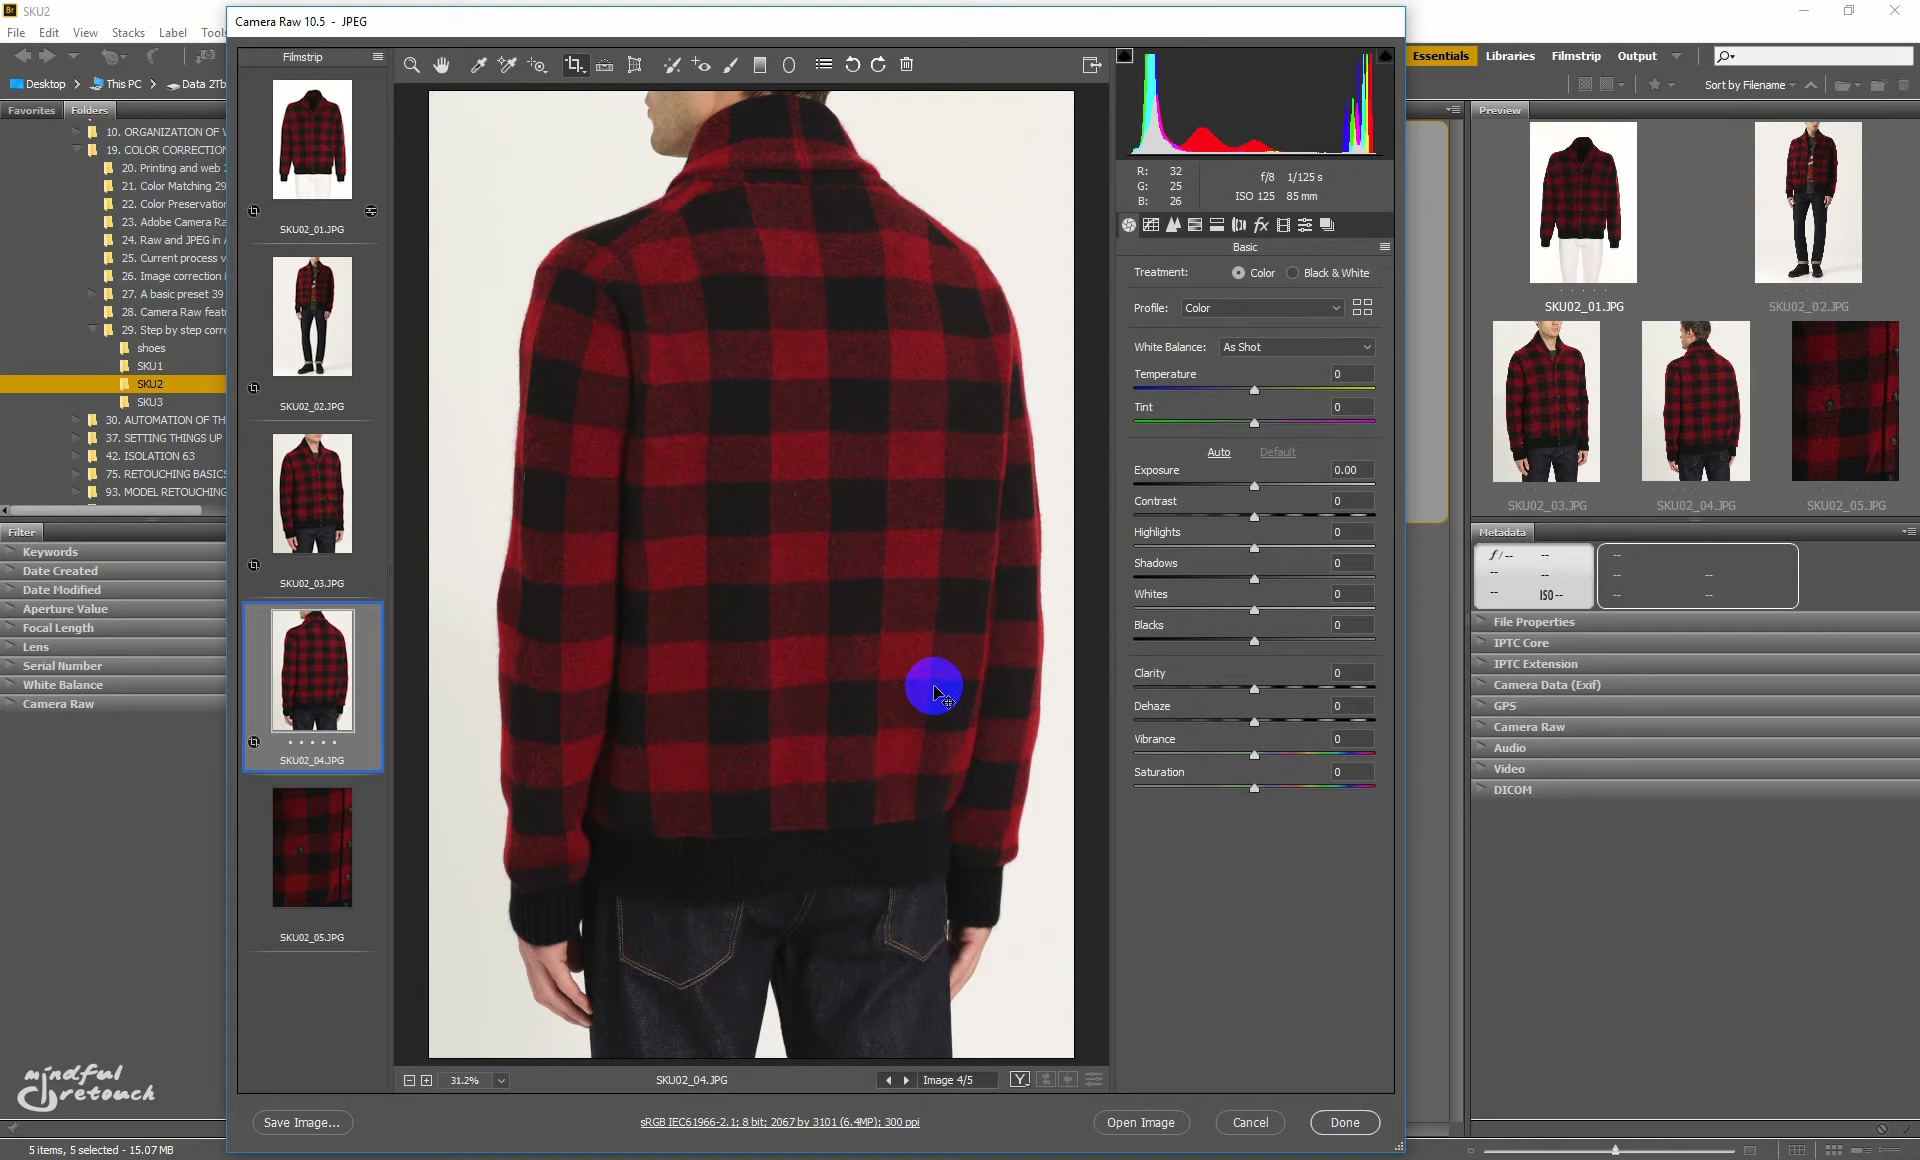 SKU2
File Edit View Stacks Label Tools
Desktop This PC Data 2Tb
Favorites Folders
10. ORGANIZATION OF
19. COLOR CORRECTION
20. Printing and web
21. Color Matching 29
22. Color Preservation
23. Adobe Camera Ra
24. Raw and JPEG in
25. Current process v
26. Image correction i
27. A basic preset 39
28. Camera Raw feat
29. Step by step corre
shoes
SKU1
SKU2
SKU3
30. AUTOMATION OF TH
37. SETTING THINGS UP
42. ISOLATION 63
75. RETOUCHING BASICS
93. MODEL RETOUCHING
Filter
Keywords
Date Created
Date Modified
Aperture Value
Focal Length
Lens
Serial Number
White Balance
Camera Raw
mindful
retouch
5 items, 5 selected - 15.07 MB
Camera Raw 10.5 - JPEG
Filmstrip
SKU02_01.JPG
SKU02_02.JPG
SKU02_03.JPG
SKU02_04.JPG
SKU02_05.JPG
31.2%
SKU02_04.JPG
Image 4/5
Y
Save Image...
sRGB IEC61966-2.1; 8 bit; 2067 by 3101 (6.4MP); 300 ppi
Open Image
Cancel
Done
R: 32
G: 25
B: 26
f/8 1/125 s
ISO 125 85 mm
fx
Basic
Treatment: Color Black & White
Profile: Color
White Balance: As Shot
Temperature 0
Tint 0
Auto Default
Exposure 0.00
Contrast 0
Highlights 0
Shadows 0
Whites 0
Blacks 0
Clarity 0
Dehaze 0
Vibrance 0
Saturation 0
Essentials Libraries Filmstrip Output
Sort by Filename
Preview
SKU02_01.JPG
SKU02_02.JPG
SKU02_03.JPG
SKU02_04.JPG
SKU02_05.JPG
Metadata
f/-- --
-- --
-- ISO --
--
-- --
-- --
File Properties
IPTC Core
IPTC Extension
Camera Data (Exif)
GPS
Camera Raw
Audio
Video
DICOM